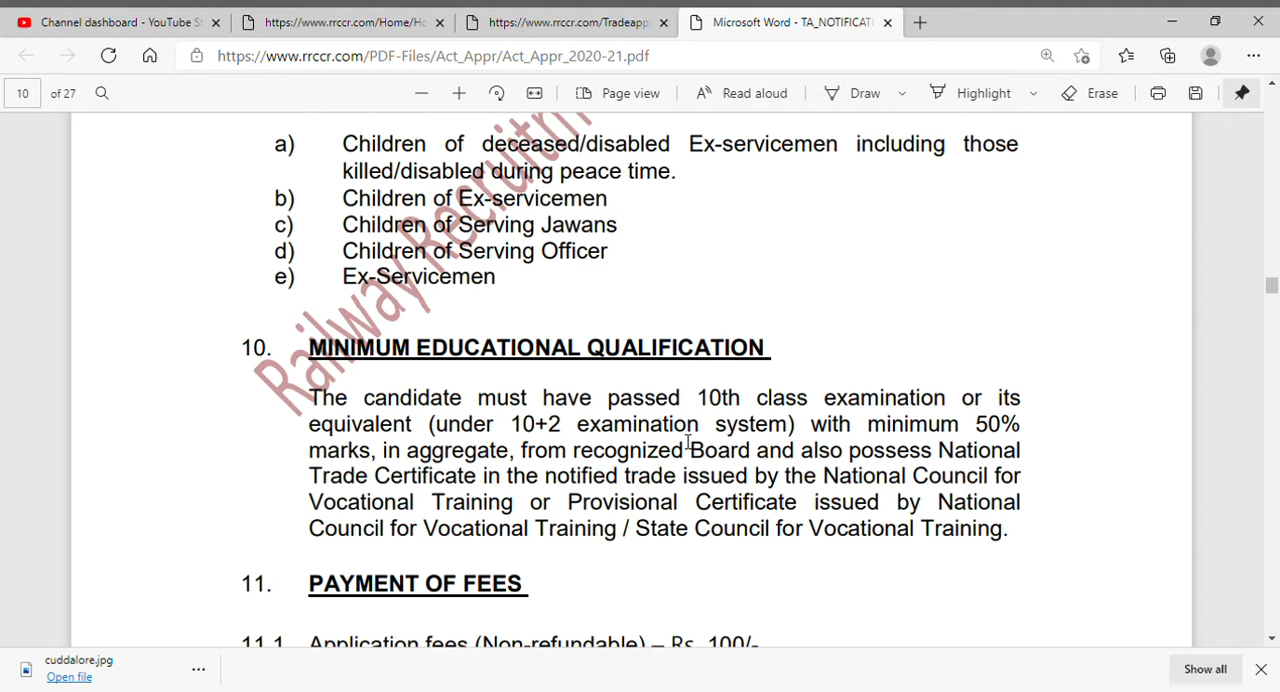 Channel dashboard - YouTube St
https://www.rrccr.com/Home/Ho
https://www.rrccr.com/Tradeapp
Microsoft Word - TA_NOTIFICATI
https://www.rrccr.com/PDF-Files/Act_Appr/Act_Appr_2020-21.pdf
10 of 27
Page view
Read aloud
Draw
Highlight
Erase
a) Children of deceased/disabled Ex-servicemen including those
killed/disabled during peace time.
b) Children of Ex-servicemen
c) Children of Serving Jawans
d) Children of Serving Officer
e) Ex-Servicemen
Railway Recruitm
10. MINIMUM EDUCATIONAL QUALIFICATION
The candidate must have passed 10th class examination or its
equivalent (under 10+2 examination system) with minimum 50%
marks, in aggregate, from recognized Board and also possess National
Trade Certificate in the notified trade issued by the National Council for
Vocational Training or Provisional Certificate issued by National
Council for Vocational Training / State Council for Vocational Training.
11. PAYMENT OF FEES
11.1 Application fees (Non-refundable) – Rs. 100/-
cuddalore.jpg
Open file
Show all